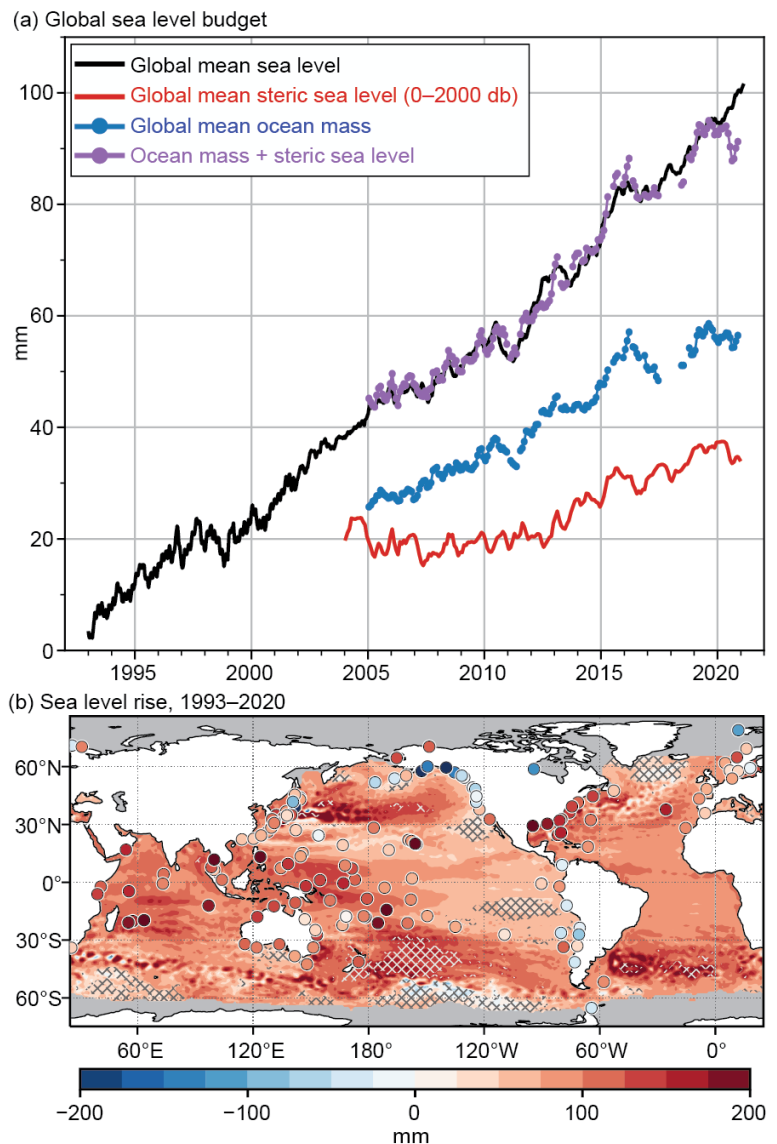 (a) Global sea level budget
Global mean sea level
Global mean steric sea level (0–2000 db)
Global mean ocean mass
Ocean mass + steric sea level
100
80
60
40
20
0
mm
1995 2000 2005 2010 2015 2020
(b) Sea level rise, 1993–2020
60°N
30°N
0°
30°S
60°S
60°E 120°E 180° 120°W 60°W 0°
−200 −100 0 100 200
mm